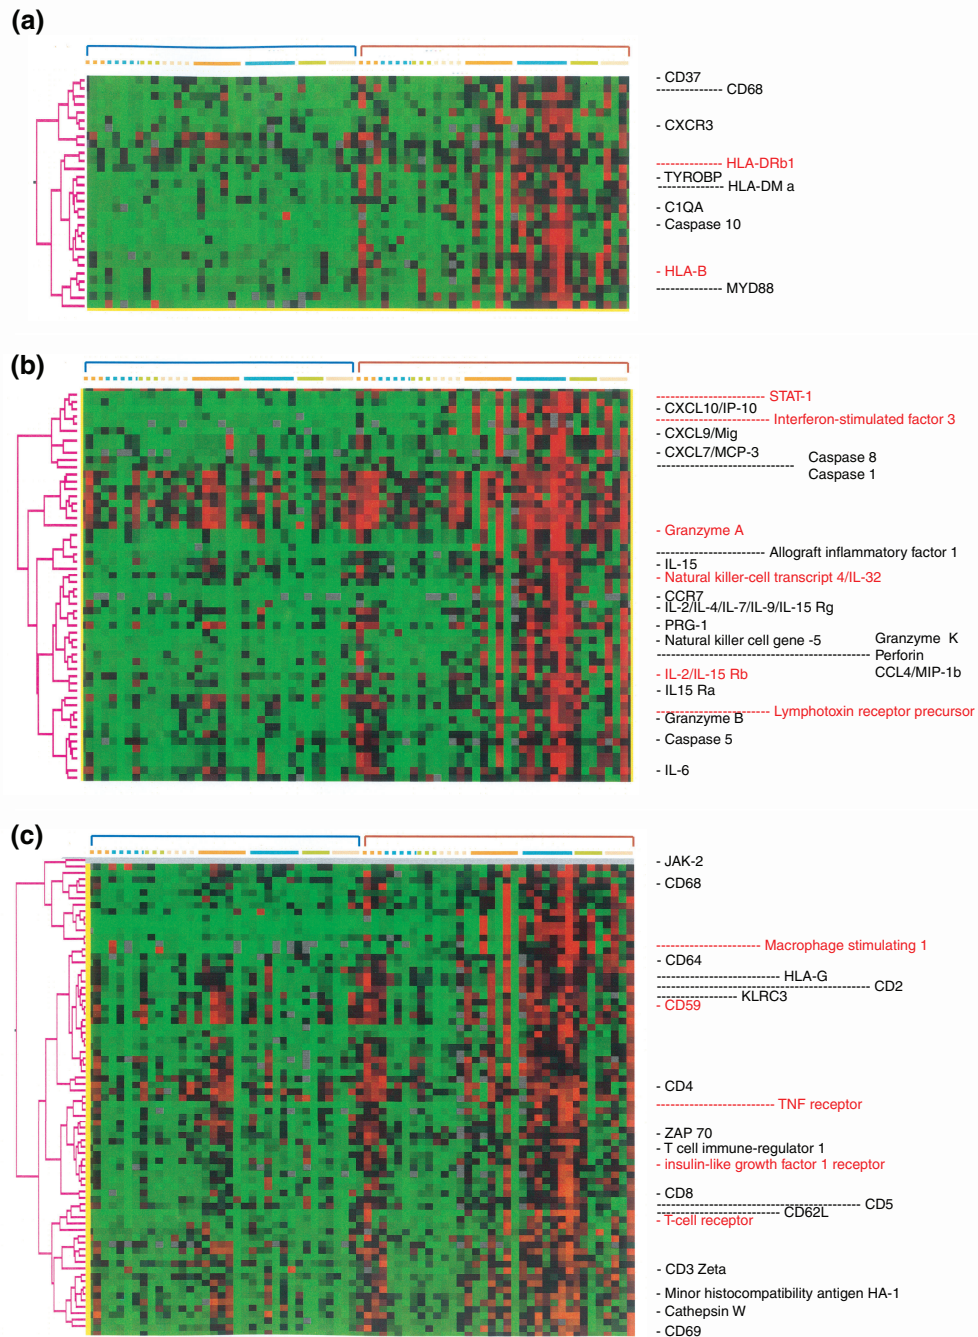 (a)
- CD37
CD68
- CXCR3
HLA-DRb1
- TYROBP
HLA-DM a
- C1QA
- Caspase 10
- HLA-B
MYD88
(b)
STAT-1
- CXCL10/IP-10
Interferon-stimulated factor 3
- CXCL9/Mig
- CXCL7/MCP-3
Caspase 8
Caspase 1
- Granzyme A
Allograft inflammatory factor 1
- IL-15
- Natural killer-cell transcript 4/IL-32
- CCR7
- IL-2/IL-4/IL-7/IL-9/IL-15 Rg
- PRG-1
- Natural killer cell gene -5
Granzyme K
Perforin
CCL4/MIP-1b
- IL-2/IL-15 Rb
- IL15 Ra
Lymphotoxin receptor precursor
- Granzyme B
- Caspase 5
- IL-6
(c)
- JAK-2
- CD68
Macrophage stimulating 1
- CD64
HLA-G
CD2
KLRC3
- CD59
- CD4
TNF receptor
- ZAP 70
- T cell immune-regulator 1
- insulin-like growth factor 1 receptor
- CD8
CD5
CD62L
- T-cell receptor
- CD3 Zeta
- Minor histocompatibility antigen HA-1
- Cathepsin W
- CD69